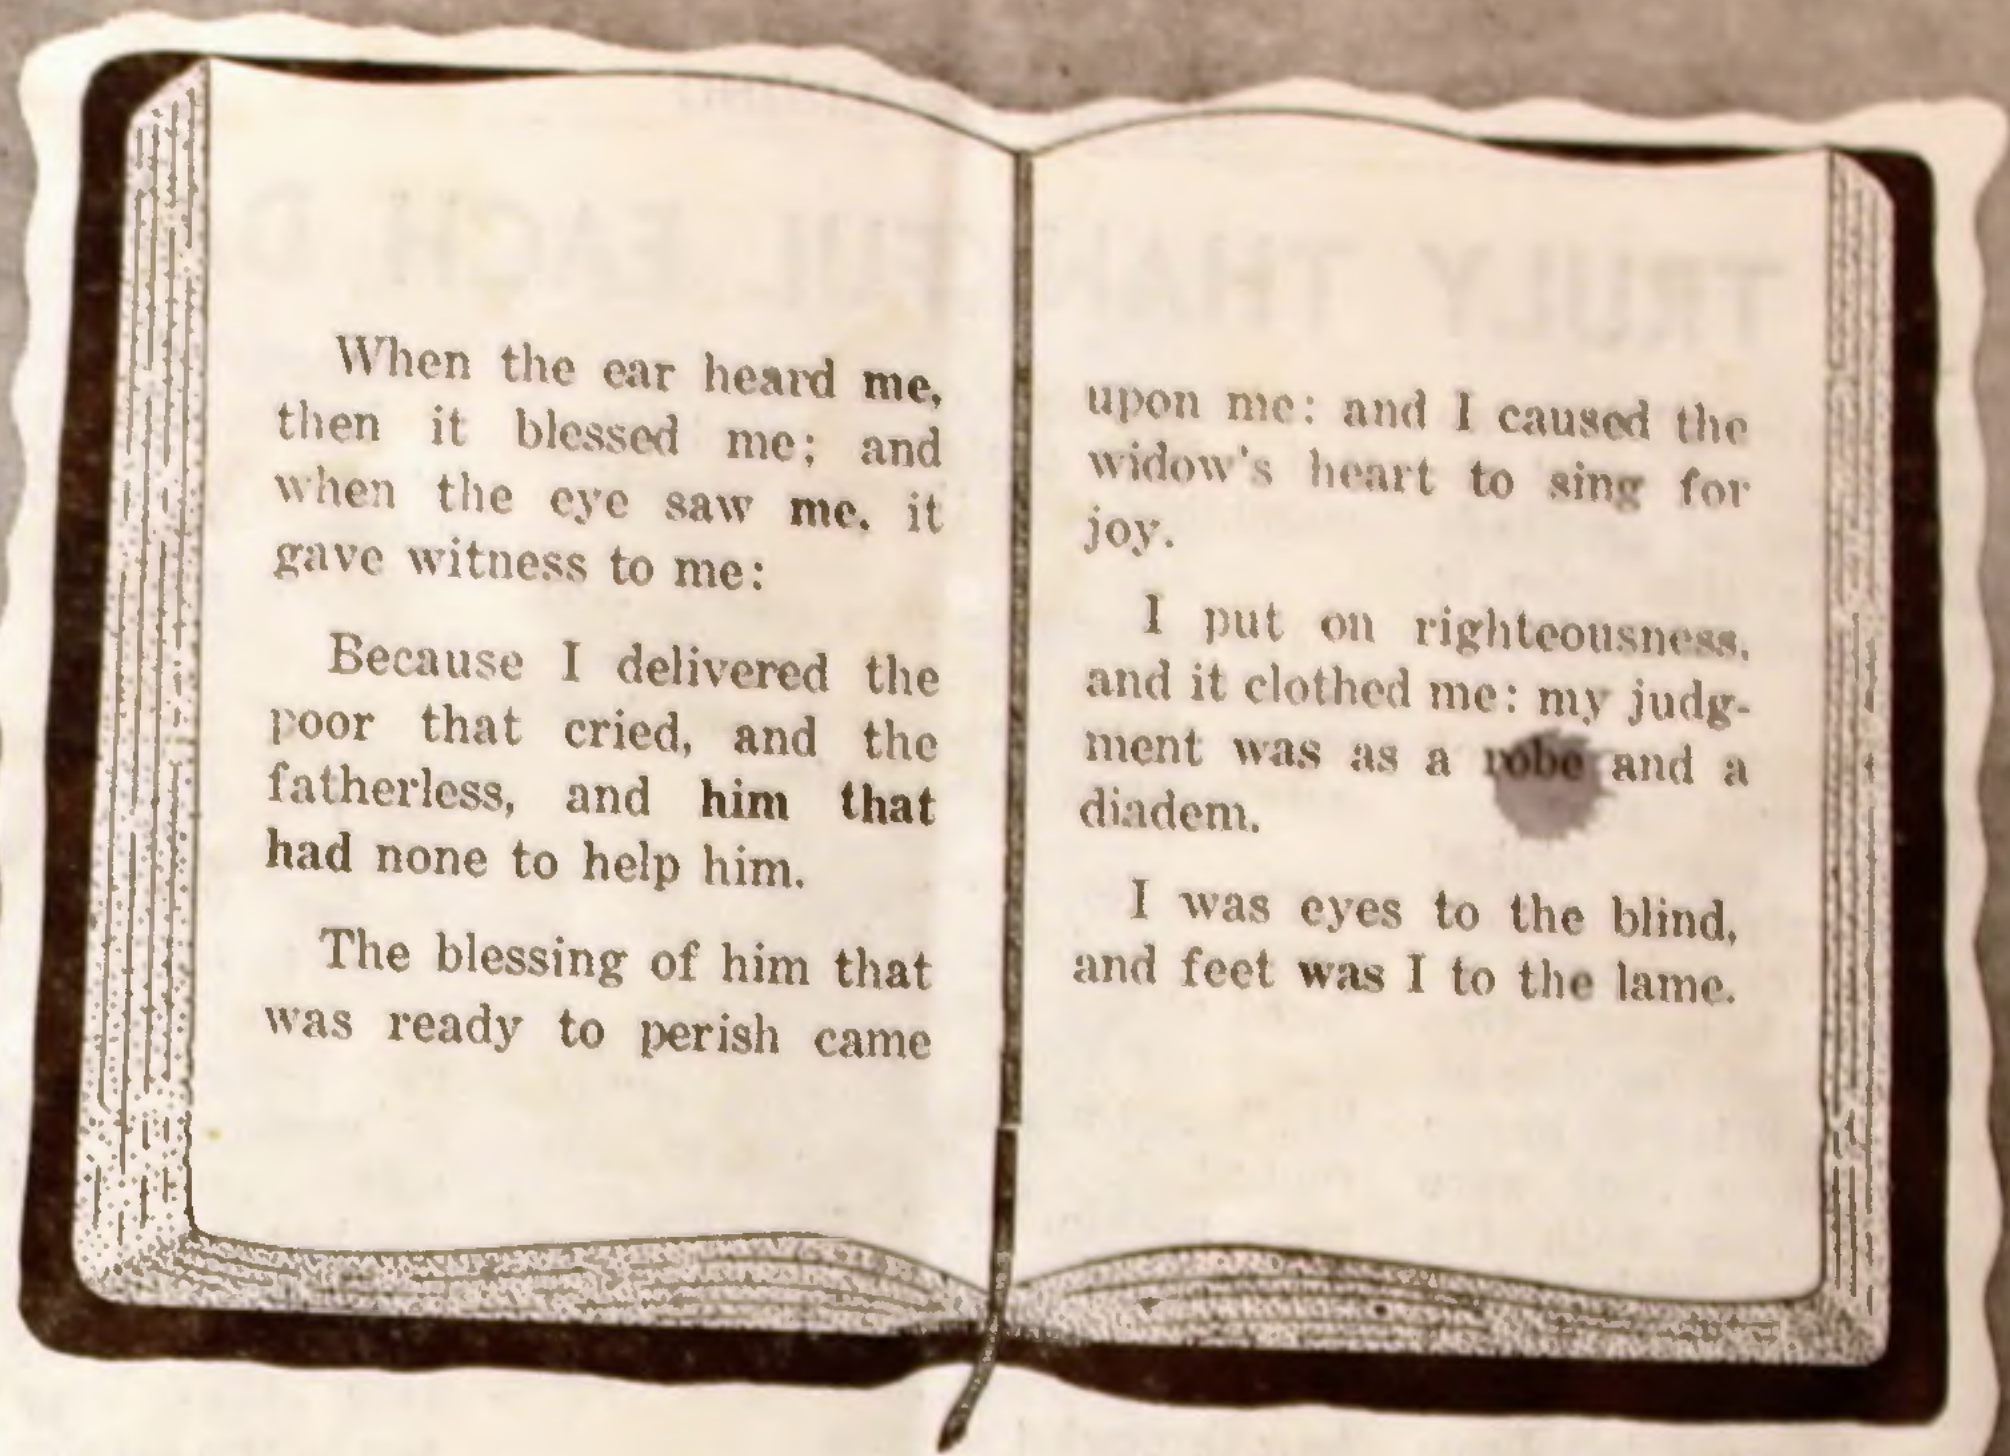 When the ear heard me,
then it blessed me; and
when the eye saw me, it
gave witness to me:
Because I delivered the
poor that cried, and the
fatherless, and him that
had none to help him.
The blessing of him that
was ready to perish came
upon me: and I caused the
widow's heart to sing for
joy.
I put on righteousness,
and it clothed me: my judg-
ment was as a robe and a
diadem.
I was eyes to the blind,
and feet was I to the lame.